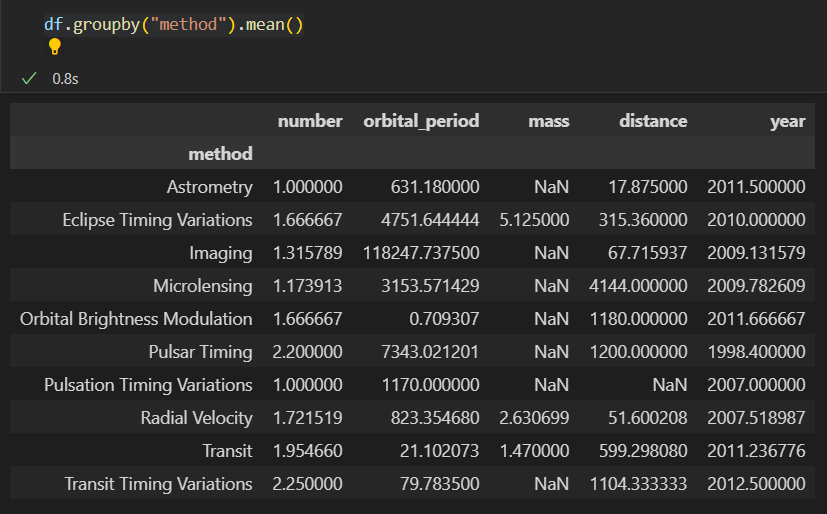 df.groupby("method").mean()
0.8s
number orbital_period mass distance year
method
Astrometry 1.000000 631.180000 NaN 17.875000 2011.500000
Eclipse Timing Variations 1.666667 4751.644444 5.125000 315.360000 2010.000000
Imaging 1.315789 118247.737500 NaN 67.715937 2009.131579
Microlensing 1.173913 3153.571429 NaN 4144.000000 2009.782609
Orbital Brightness Modulation 1.666667 0.709307 NaN 1180.000000 2011.666667
Pulsar Timing 2.200000 7343.021201 NaN 1200.000000 1998.400000
Pulsation Timing Variations 1.000000 1170.000000 NaN NaN 2007.000000
Radial Velocity 1.721519 823.354680 2.630699 51.600208 2007.518987
Transit 1.954660 21.102073 1.470000 599.298080 2011.236776
Transit Timing Variations 2.250000 79.783500 NaN 1104.333333 2012.500000